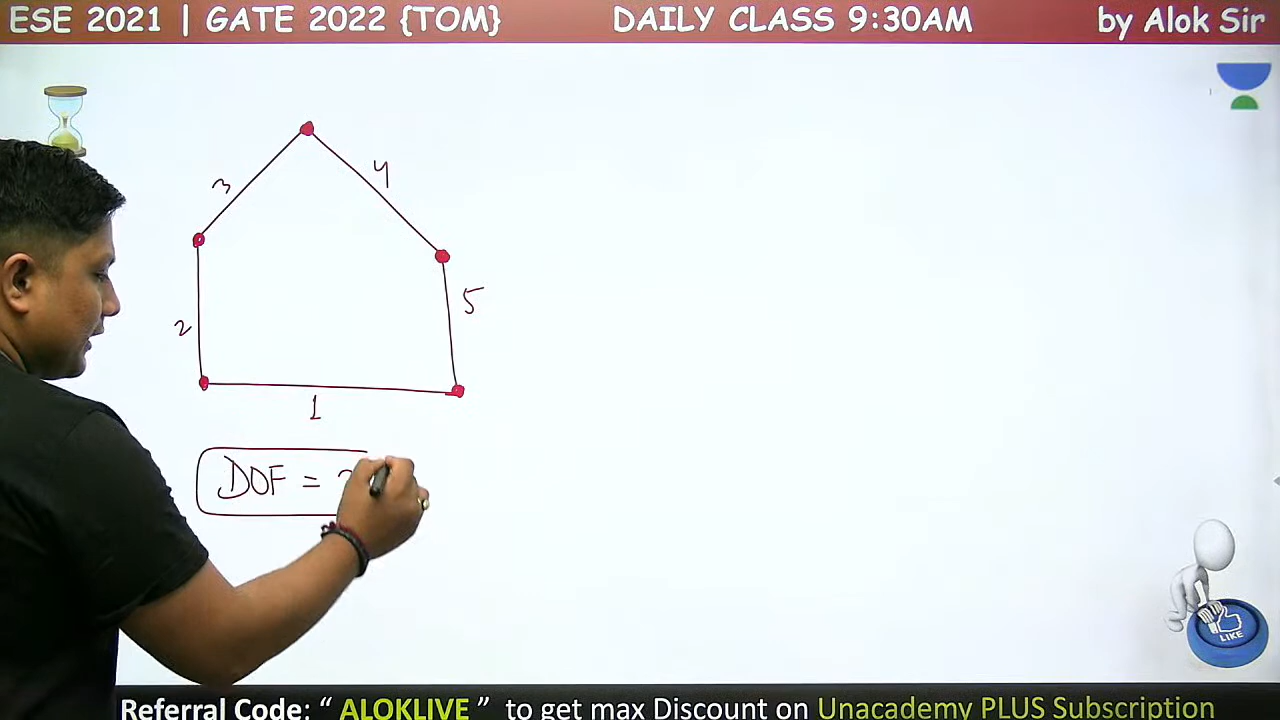 ESE 2021 | GATE 2022 {TOM} DAILY CLASS 9:30AM by Alok Sir
3 4
2 5
1
DOF =
LIKE
Referral Code: “ ALOKLIVE ” to get max Discount on Unacademy PLUS Subscription